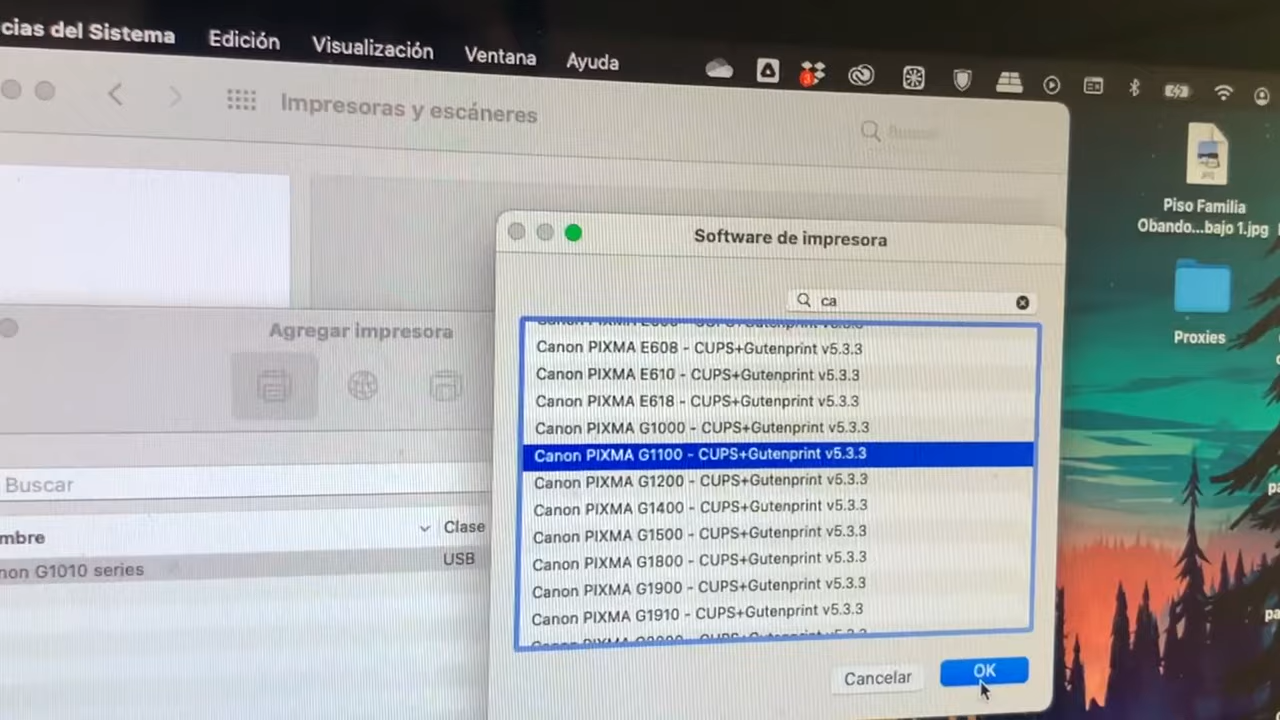 cias del Sistema Edición Visualización Ventana Ayuda
3
Impresoras y escáneres
Piso Familia
Obando...bajo 1.jpg
Software de impresora
ca
Proxies
Agregar impresora
Canon PIXMA E608 - CUPS+Gutenprint v5.3.3
Canon PIXMA E610 - CUPS+Gutenprint v5.3.3
Canon PIXMA E618 - CUPS+Gutenprint v5.3.3
Canon PIXMA G1000 - CUPS+Gutenprint v5.3.3
Canon PIXMA G1100 - CUPS+Gutenprint v5.3.3
Canon PIXMA G1200 - CUPS+Gutenprint v5.3.3
Canon PIXMA G1400 - CUPS+Gutenprint v5.3.3
Canon PIXMA G1500 - CUPS+Gutenprint v5.3.3
Canon PIXMA G1800 - CUPS+Gutenprint v5.3.3
Canon PIXMA G1900 - CUPS+Gutenprint v5.3.3
Canon PIXMA G1910 - CUPS+Gutenprint v5.3.3
Buscar
mbre Clase
non G1010 series USB
Cancelar OK